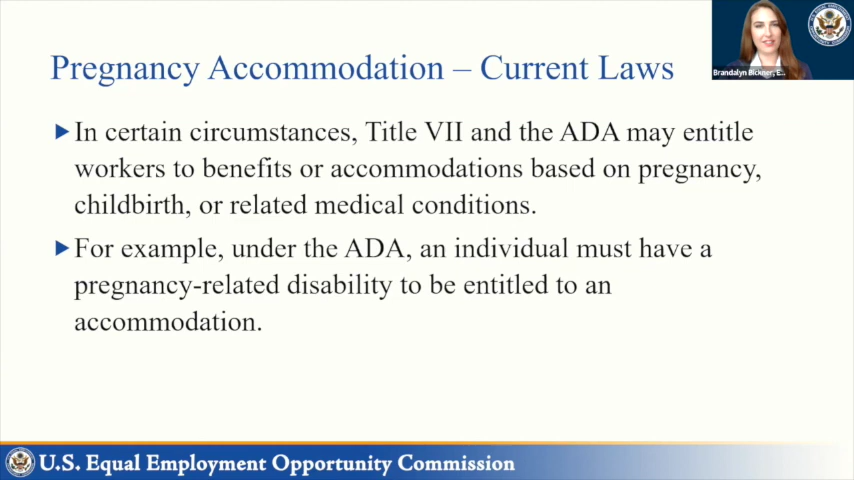 Pregnancy Accommodation – Current Laws
Brandalyn Bickner, E...
In certain circumstances, Title VII and the ADA may entitle
workers to benefits or accommodations based on pregnancy,
childbirth, or related medical conditions.
For example, under the ADA, an individual must have a
pregnancy-related disability to be entitled to an
accommodation.
U.S. Equal Employment Opportunity Commission